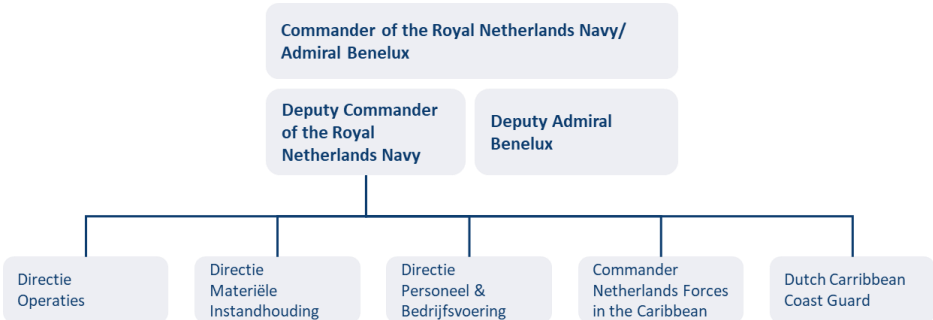 Commander of the Royal Netherlands Navy/
Admiral Benelux
Deputy Commander
of the Royal
Netherlands Navy
Deputy Admiral
Benelux
Directie
Operaties
Directie
Materiële
Instandhouding
Directie
Personeel &
Bedrijfsvoering
Commander
Netherlands Forces
in the Caribbean
Dutch Carribbean
Coast Guard